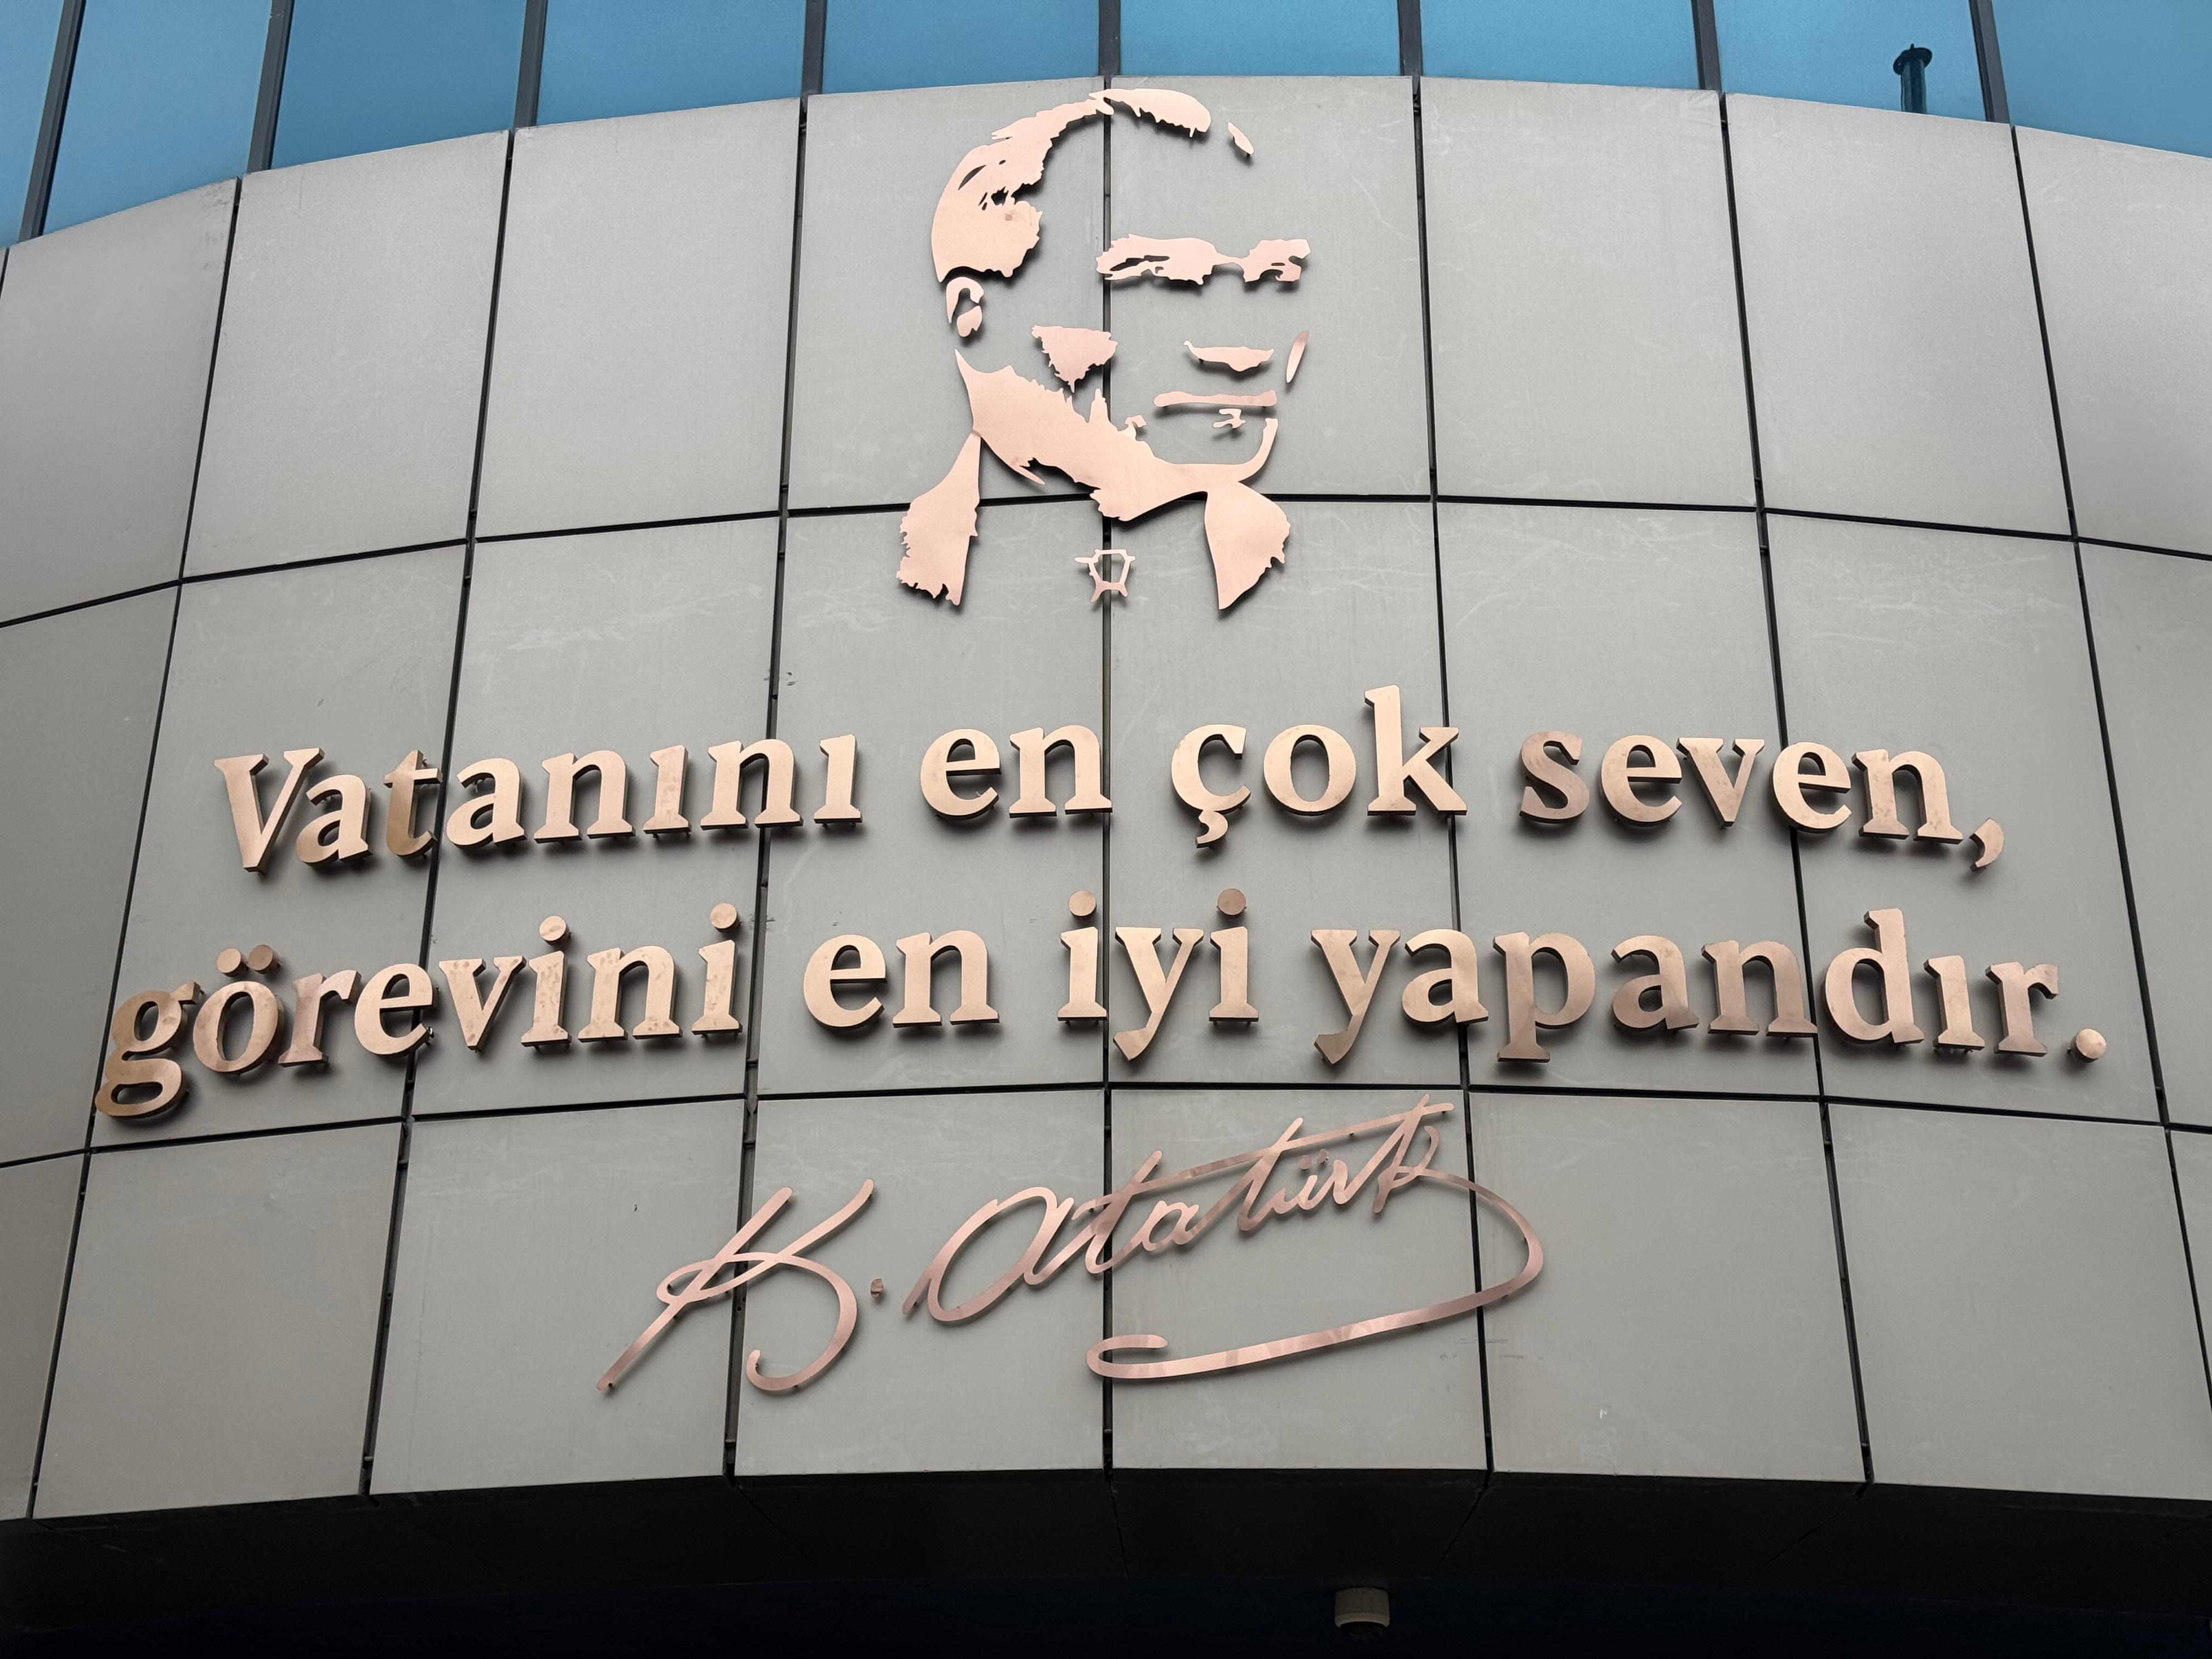 Vatanını en çok seven,
görevini en iyi yapandır.
K. Atatürk